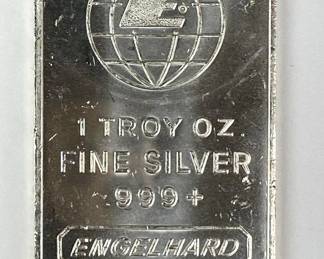 E
1 TROY OZ.
FINE SILVER
999+
ENGELHARD